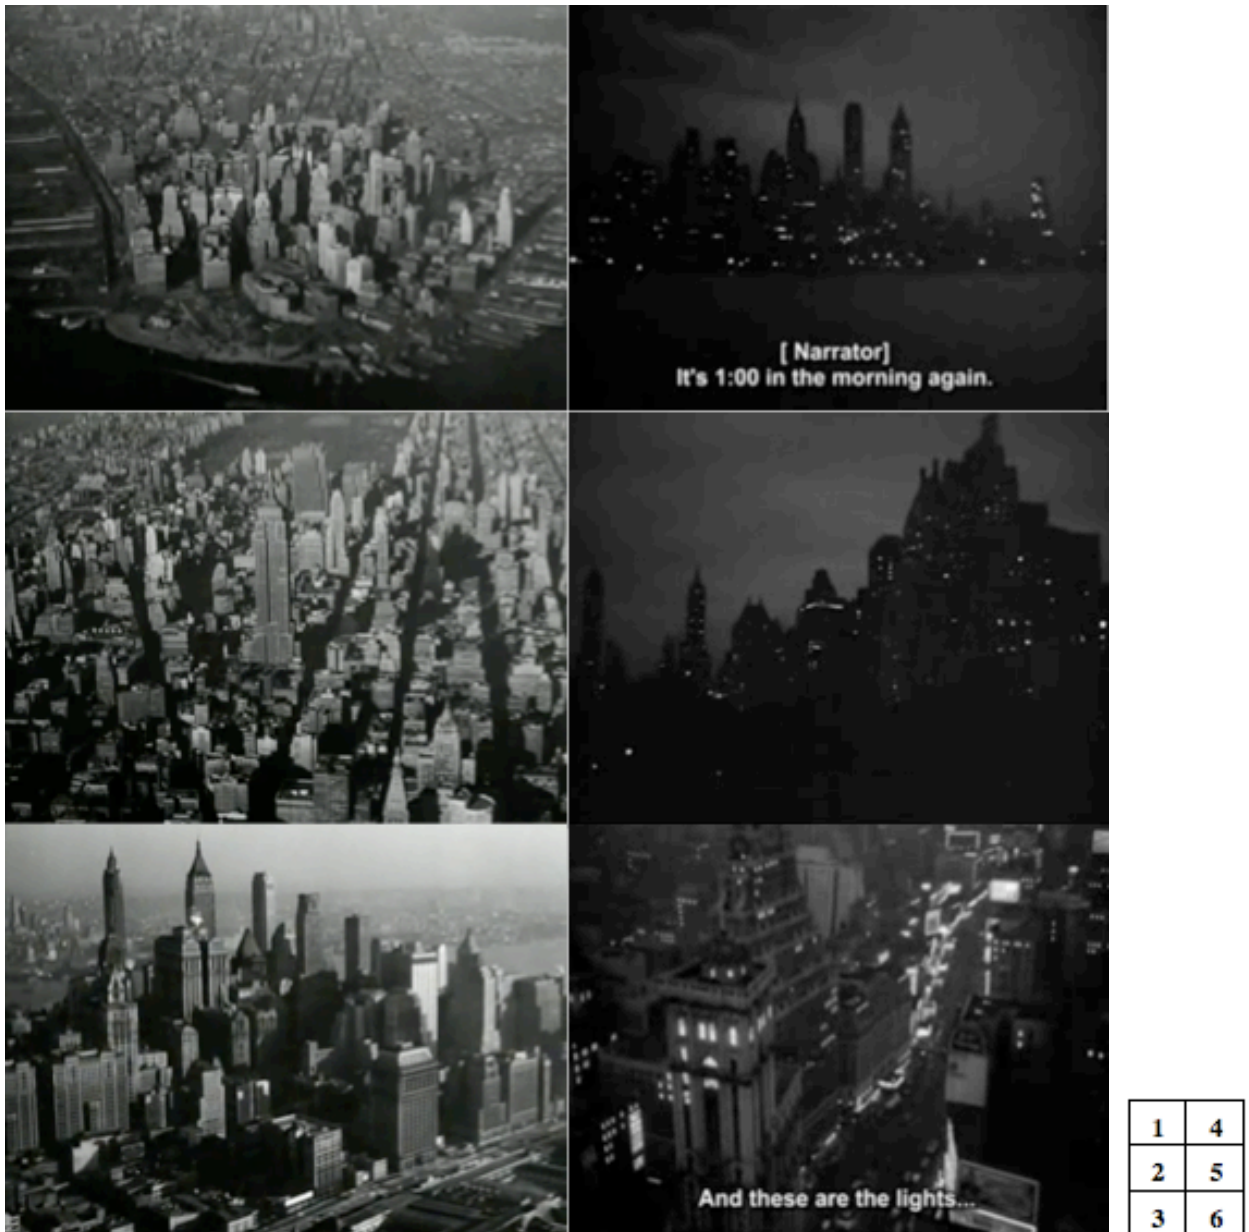 [ Narrator]
It's 1:00 in the morning again.
And these are the lights...
1 4
2 5
3 6